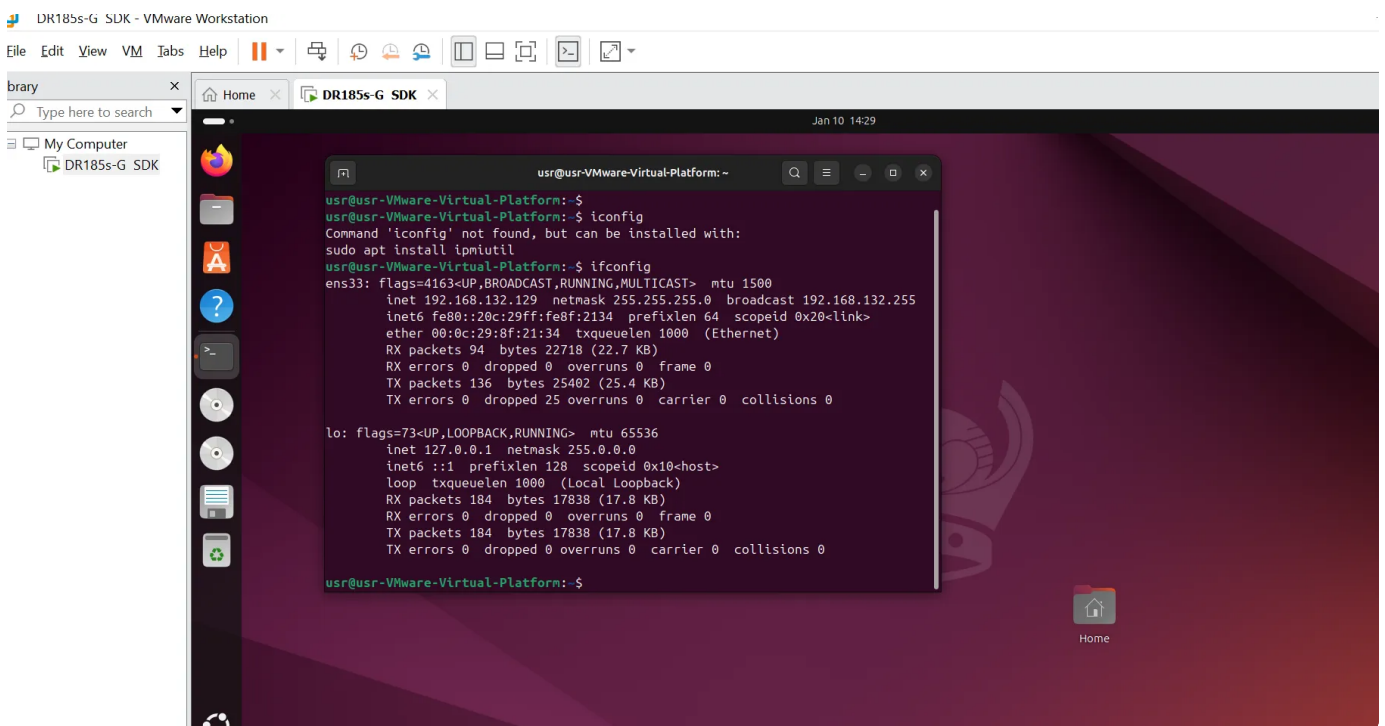 DR185s-G SDK - VMware Workstation
File Edit View VM Tabs Help
brary
Type here to search
My Computer
DR185s-G SDK
Home
DR185s-G SDK
Jan 10 14:29
usr@usr-VMware-Virtual-Platform: ~
usr@usr-VMware-Virtual-Platform:~$
usr@usr-VMware-Virtual-Platform:~$ iconfig
Command 'iconfig' not found, but can be installed with:
sudo apt install ipmiutil
usr@usr-VMware-Virtual-Platform:~$ ifconfig
ens33: flags=4163<UP,BROADCAST,RUNNING,MULTICAST>  mtu 1500
        inet 192.168.132.129  netmask 255.255.255.0  broadcast 192.168.132.255
        inet6 fe80::20c:29ff:fe8f:2134  prefixlen 64  scopeid 0x20<link>
        ether 00:0c:29:8f:21:34  txqueuelen 1000  (Ethernet)
        RX packets 94  bytes 22718 (22.7 KB)
        RX errors 0  dropped 0  overruns 0  frame 0
        TX packets 136  bytes 25402 (25.4 KB)
        TX errors 0  dropped 25 overruns 0  carrier 0  collisions 0
lo: flags=73<UP,LOOPBACK,RUNNING>  mtu 65536
        inet 127.0.0.1  netmask 255.0.0.0
        inet6 ::1  prefixlen 128  scopeid 0x10<host>
        loop  txqueuelen 1000  (Local Loopback)
        RX packets 184  bytes 17838 (17.8 KB)
        RX errors 0  dropped 0  overruns 0  frame 0
        TX packets 184  bytes 17838 (17.8 KB)
        TX errors 0  dropped 0 overruns 0  carrier 0  collisions 0
usr@usr-VMware-Virtual-Platform:~$
Home